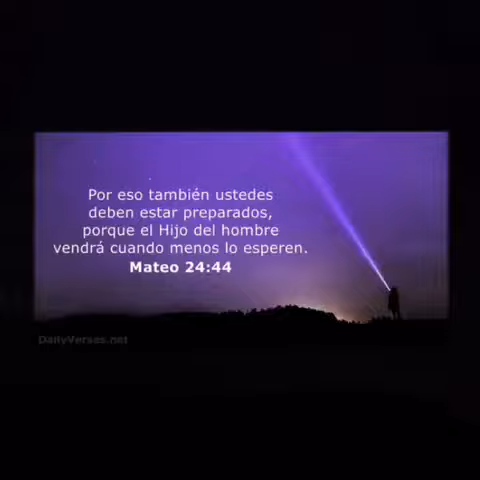 Por eso también ustedes
deben estar preparados,
porque el Hijo del hombre
vendrá cuando menos lo esperen.
Mateo 24:44
DailyVerses.net